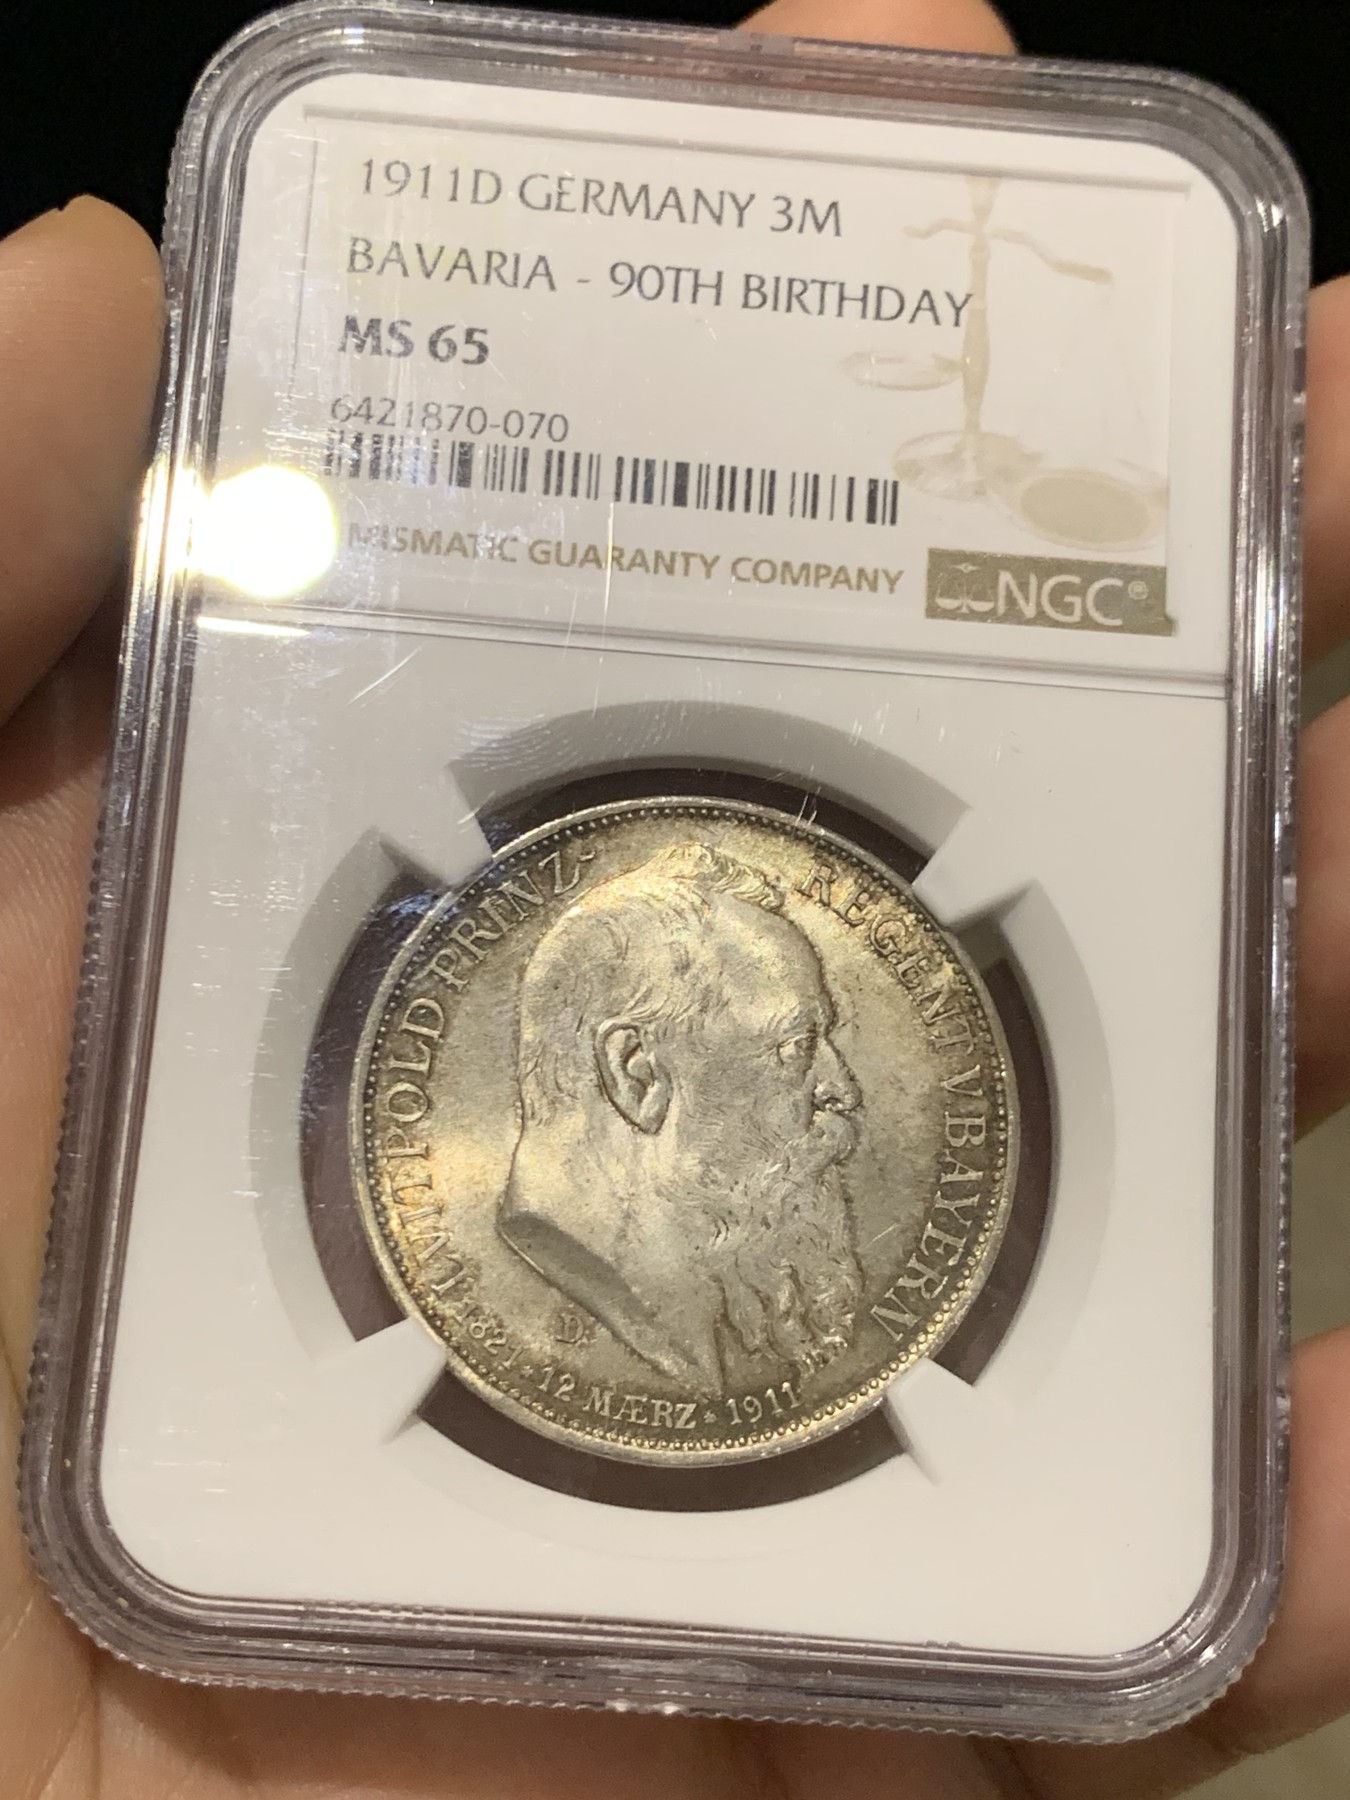 1911D GERMANY 3M
BAVARIA - 90TH BIRTHDAY
MS 65
6421870-070
MISMATIC GUARANTY COMPANY
NGC®
LVITPOLD PRINZ-REGENT V BAYERN
D
1821 · 12 MÆRZ · 1911